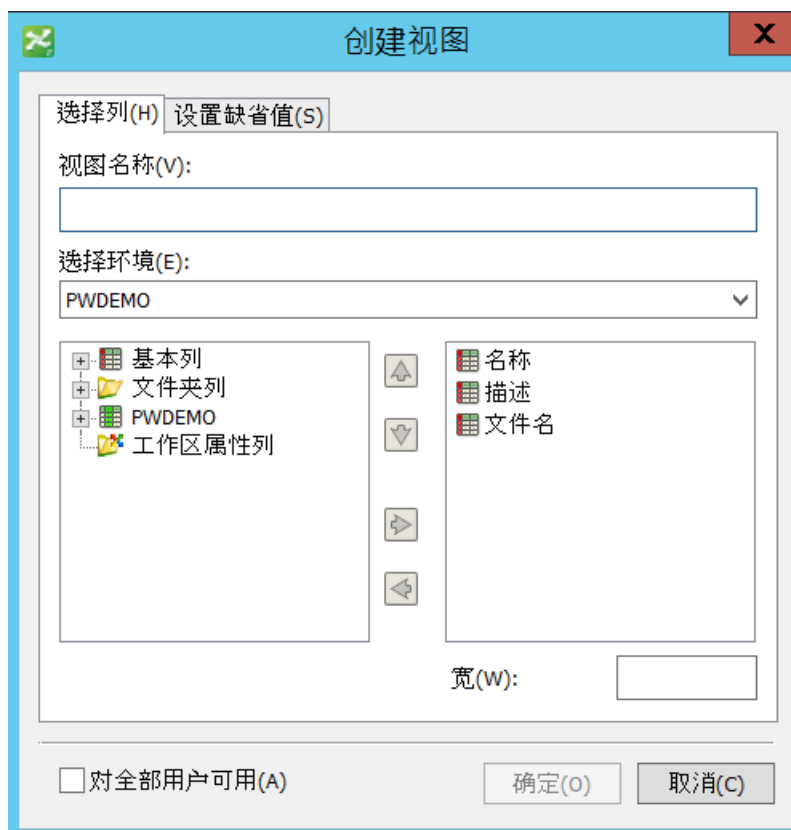 创建视图
选择列(H) 设置缺省值(S)
视图名称(V):
选择环境(E):
PWDEMO
基本列
文件夹列
PWDEMO
工作区属性列
名称
描述
文件名
宽(W):
对全部用户可用(A)
确定(O)
取消(C)